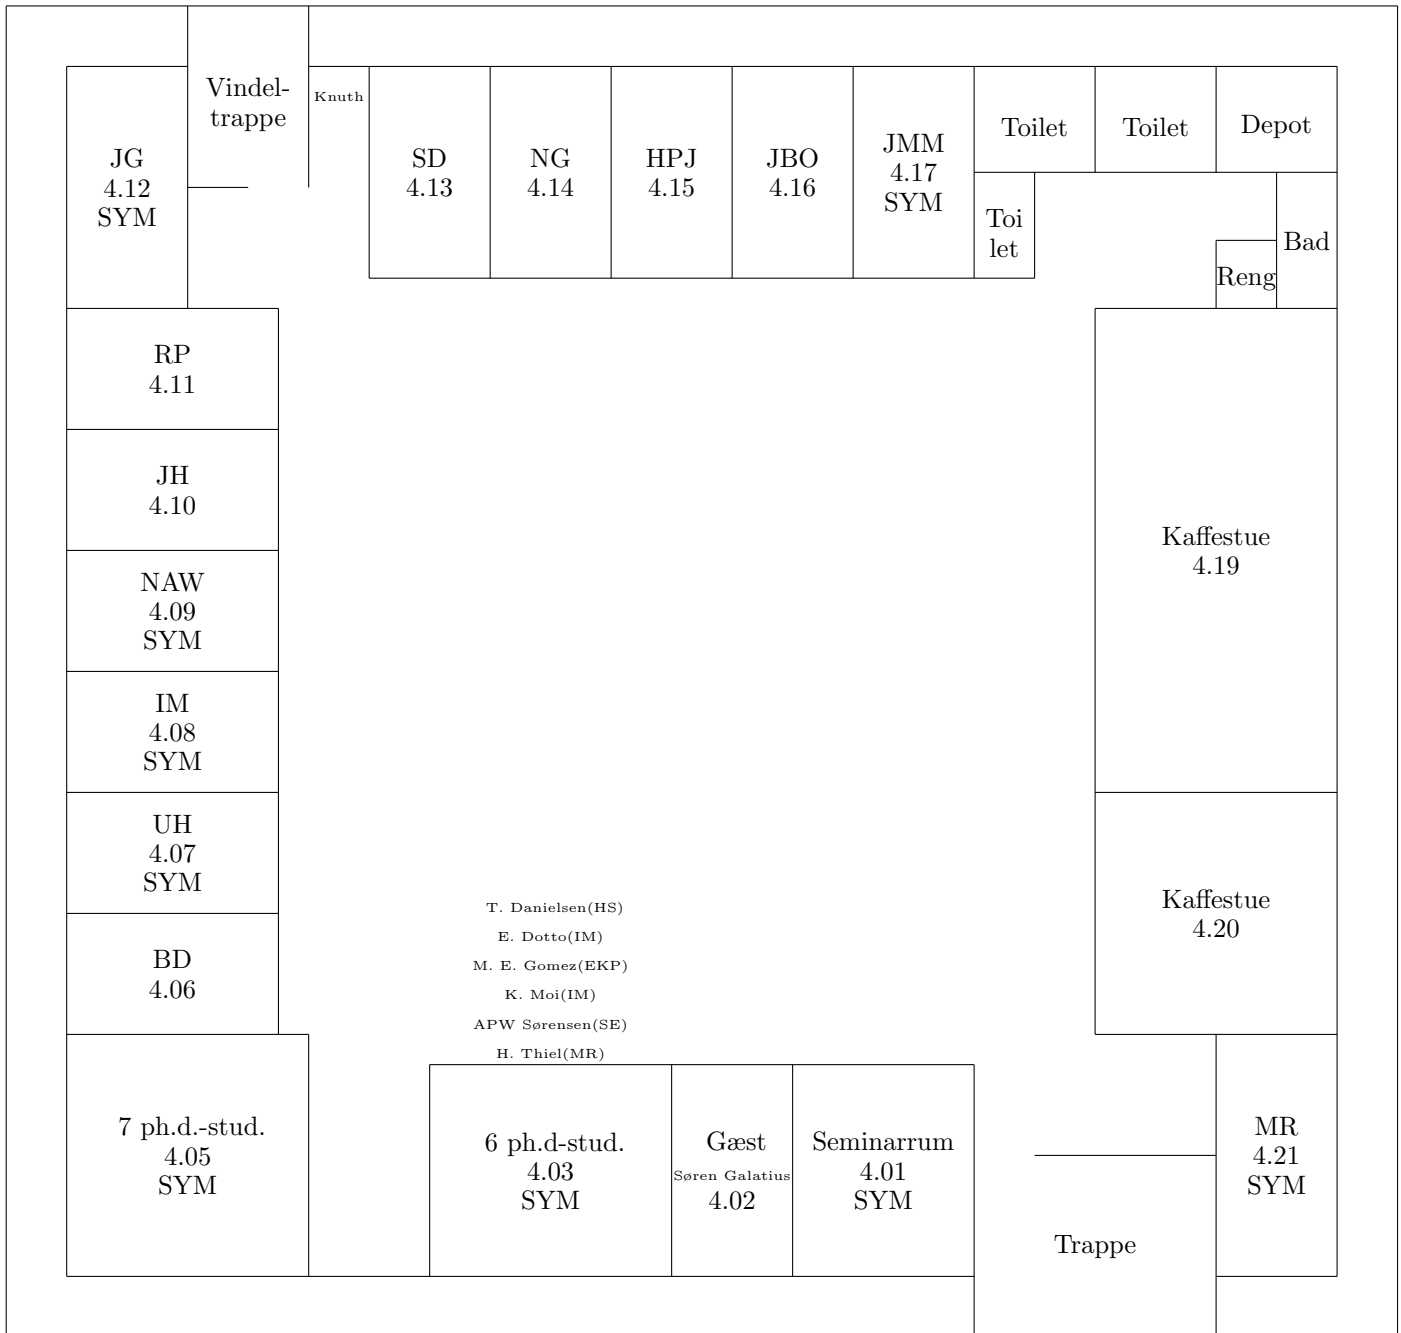 Vindel-
trappe
Knuth
JG
4.12
SYM
SD
4.13
NG
4.14
HPJ
4.15
JBO
4.16
JMM
4.17
SYM
Toilet
Toilet
Depot
Toi
let
Bad
Reng
RP
4.11
JH
4.10
NAW
4.09
SYM
IM
4.08
SYM
UH
4.07
SYM
BD
4.06
Kaffestue
4.19
Kaffestue
4.20
T. Danielsen(HS)
E. Dotto(IM)
M. E. Gomez(EKP)
K. Moi(IM)
APW Sørensen(SE)
H. Thiel(MR)
7 ph.d.-stud.
4.05
SYM
6 ph.d-stud.
4.03
SYM
Gæst
Søren Galatius
4.02
Seminarrum
4.01
SYM
Trappe
MR
4.21
SYM